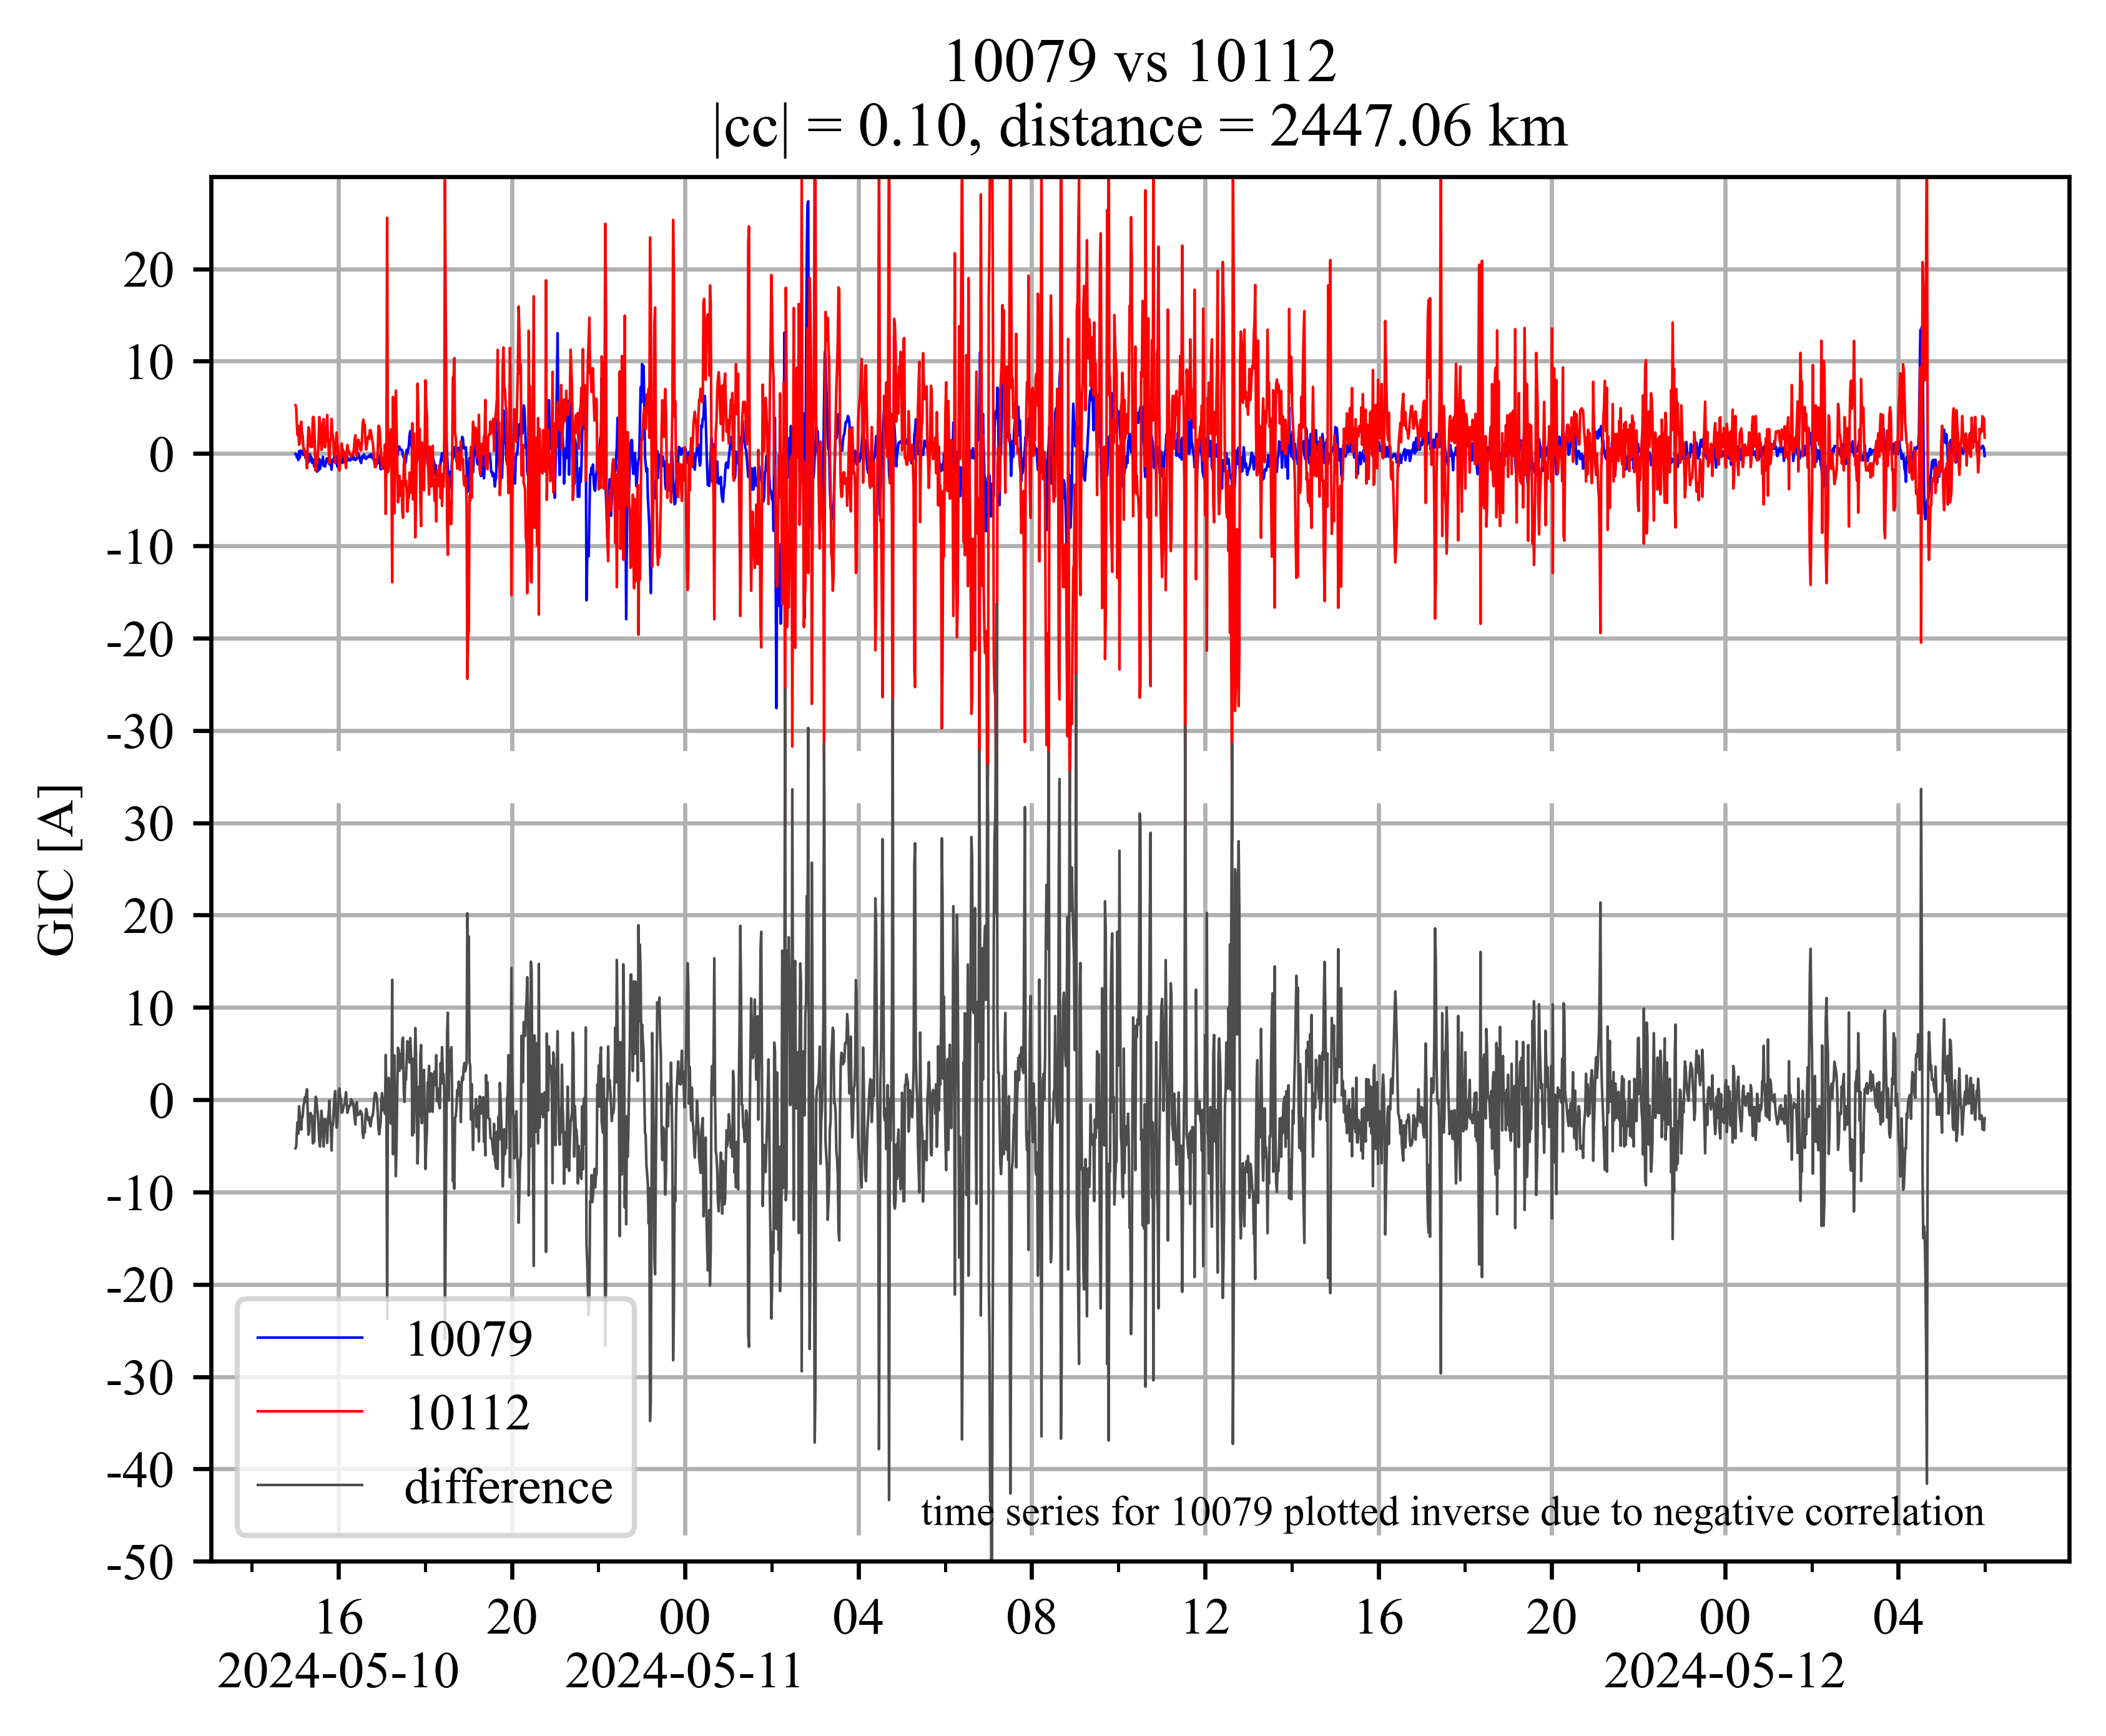 10079 vs 10112
|cc| = 0.10, distance = 2447.06 km
20
10
0
-10
-20
-30
30
20
10
0
-10
-20
-30
-40
-50
GIC [A]
10079
10112
difference
time series for 10079 plotted inverse due to negative correlation
16 20 00 04 08 12 16 20 00 04
2024-05-10 2024-05-11 2024-05-12